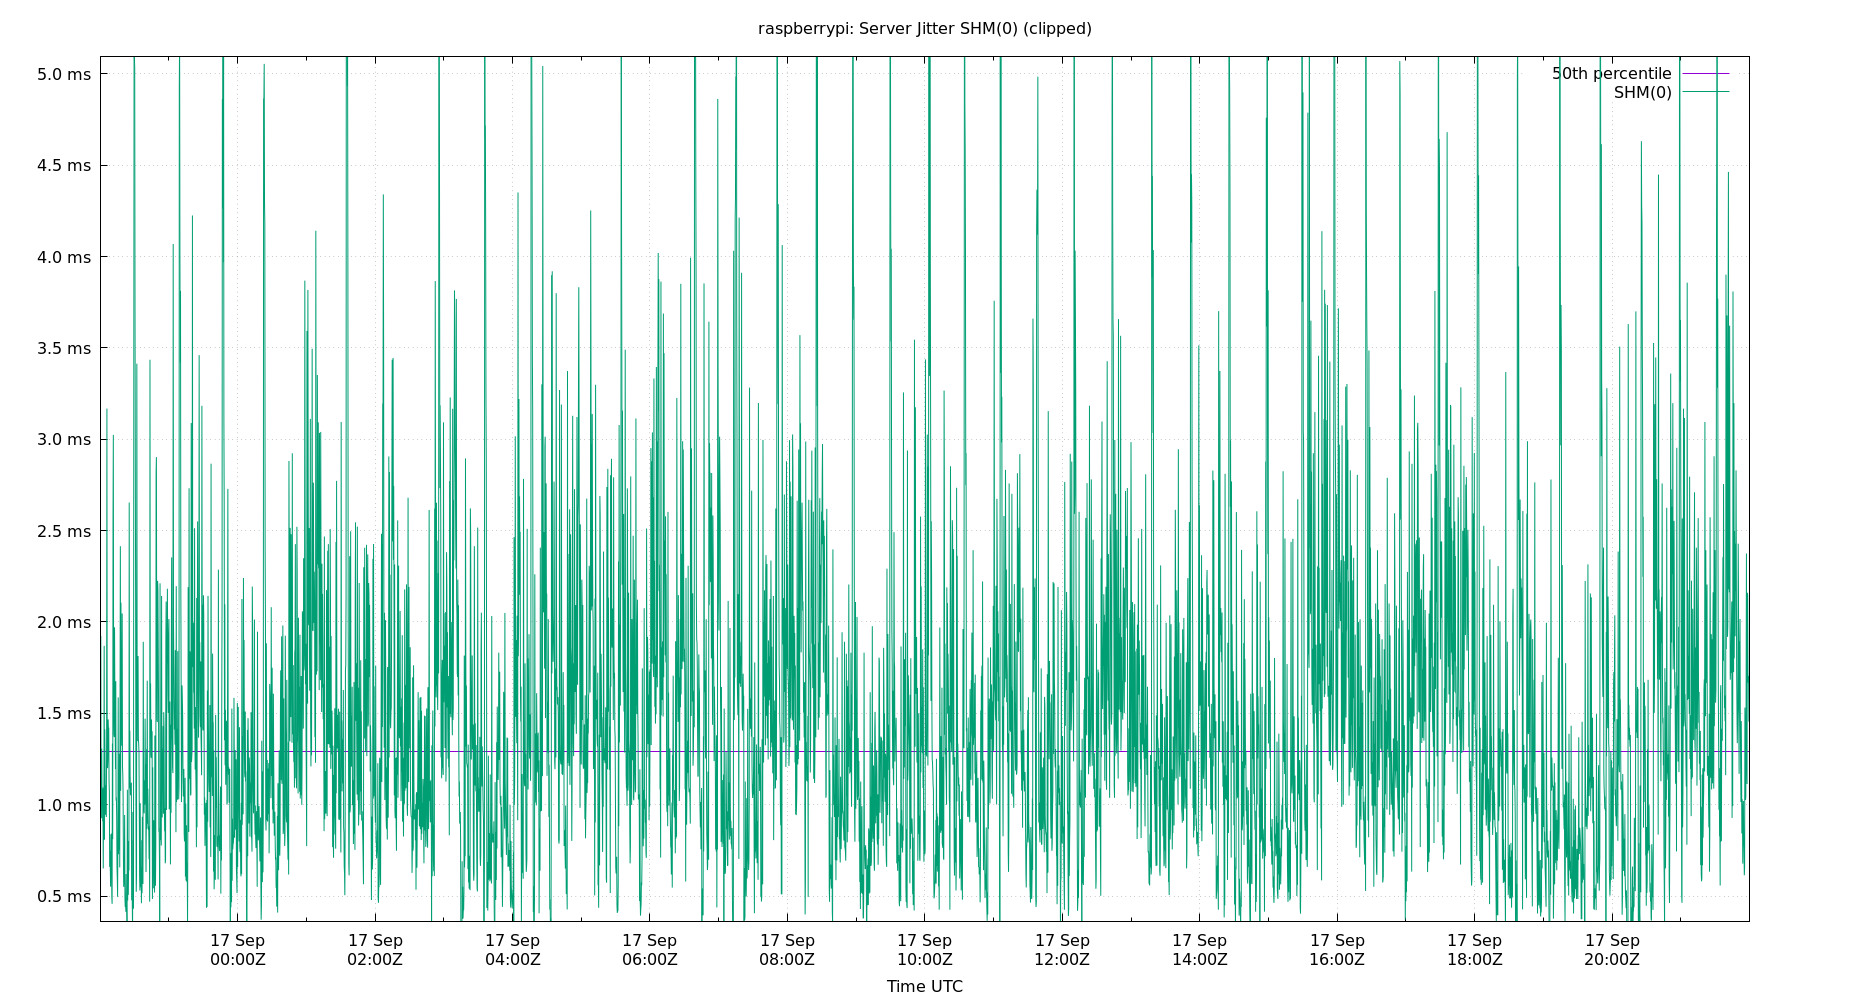 raspberrypi: Server Jitter SHM(0) (clipped)
5.0 ms
4.5 ms
4.0 ms
3.5 ms
3.0 ms
2.5 ms
2.0 ms
1.5 ms
1.0 ms
0.5 ms
50th percentile
SHM(0)
17 Sep 17 Sep 17 Sep 17 Sep 17 Sep 17 Sep 17 Sep 17 Sep 17 Sep 17 Sep 17 Sep
00:00Z 02:00Z 04:00Z 06:00Z 08:00Z 10:00Z 12:00Z 14:00Z 16:00Z 18:00Z 20:00Z
Time UTC